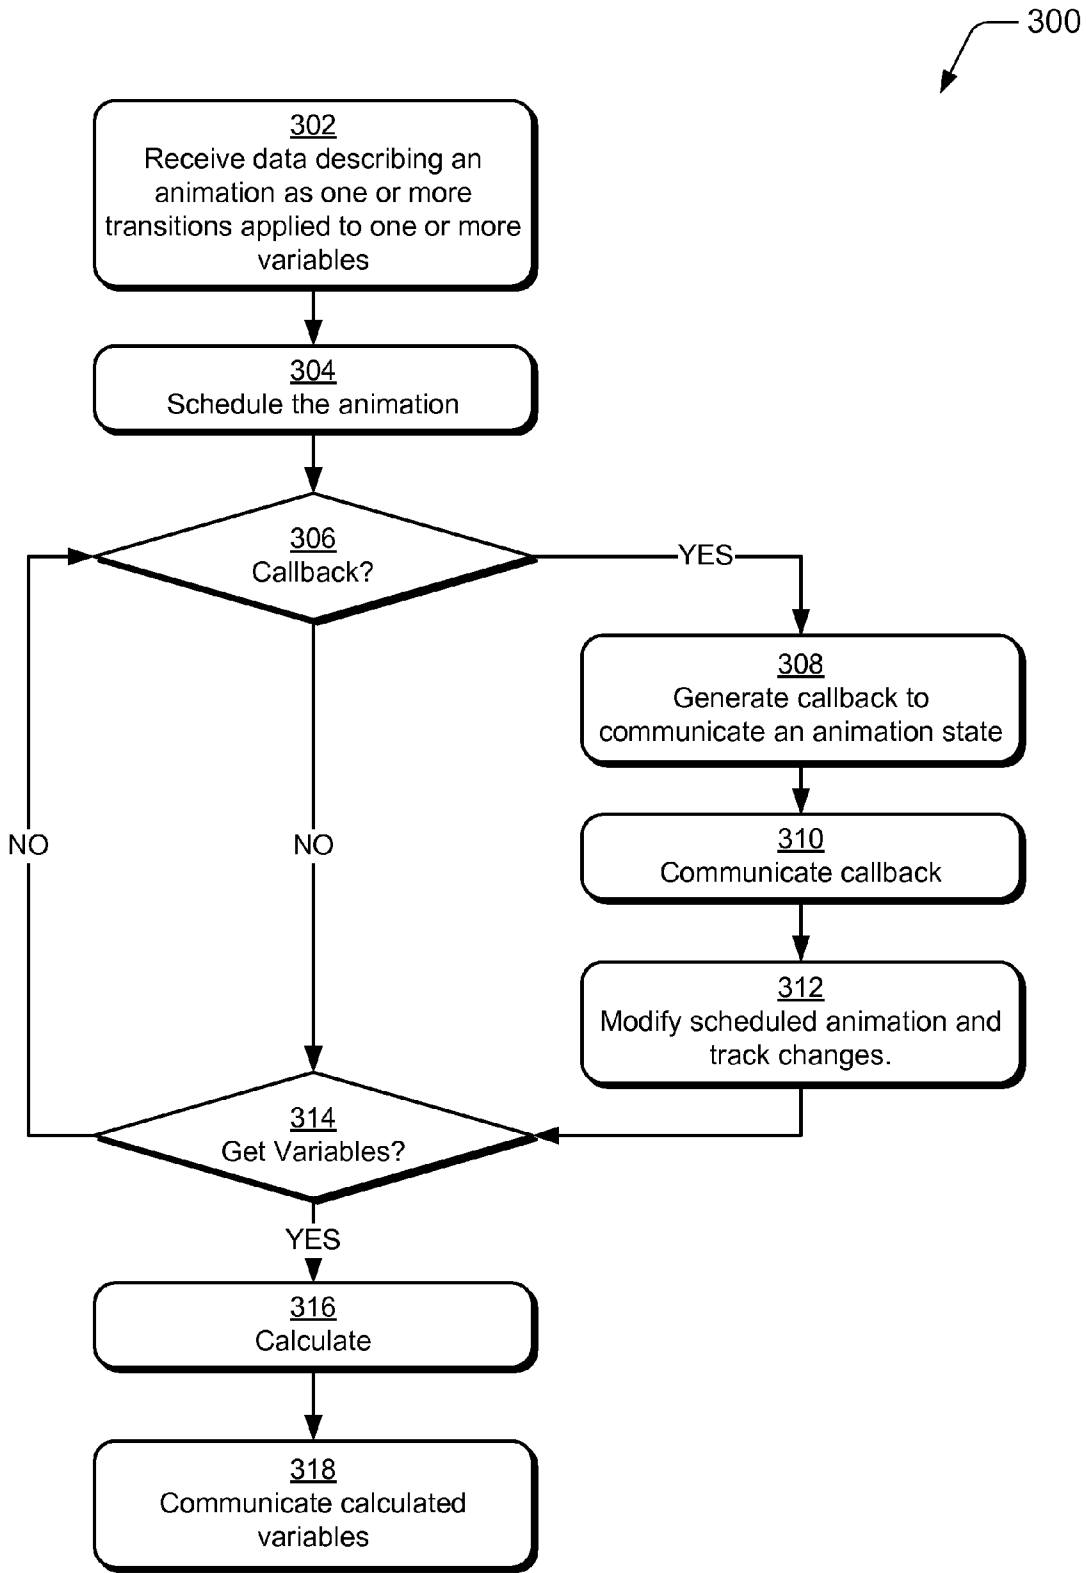 300
302
Receive data describing an
animation as one or more
transitions applied to one or more
variables
304
Schedule the animation
306
Callback?
YES
308
Generate callback to
communicate an animation state
310
Communicate callback
NO
NO
312
Modify scheduled animation and
track changes.
314
Get Variables?
YES
316
Calculate
318
Communicate calculated
variables